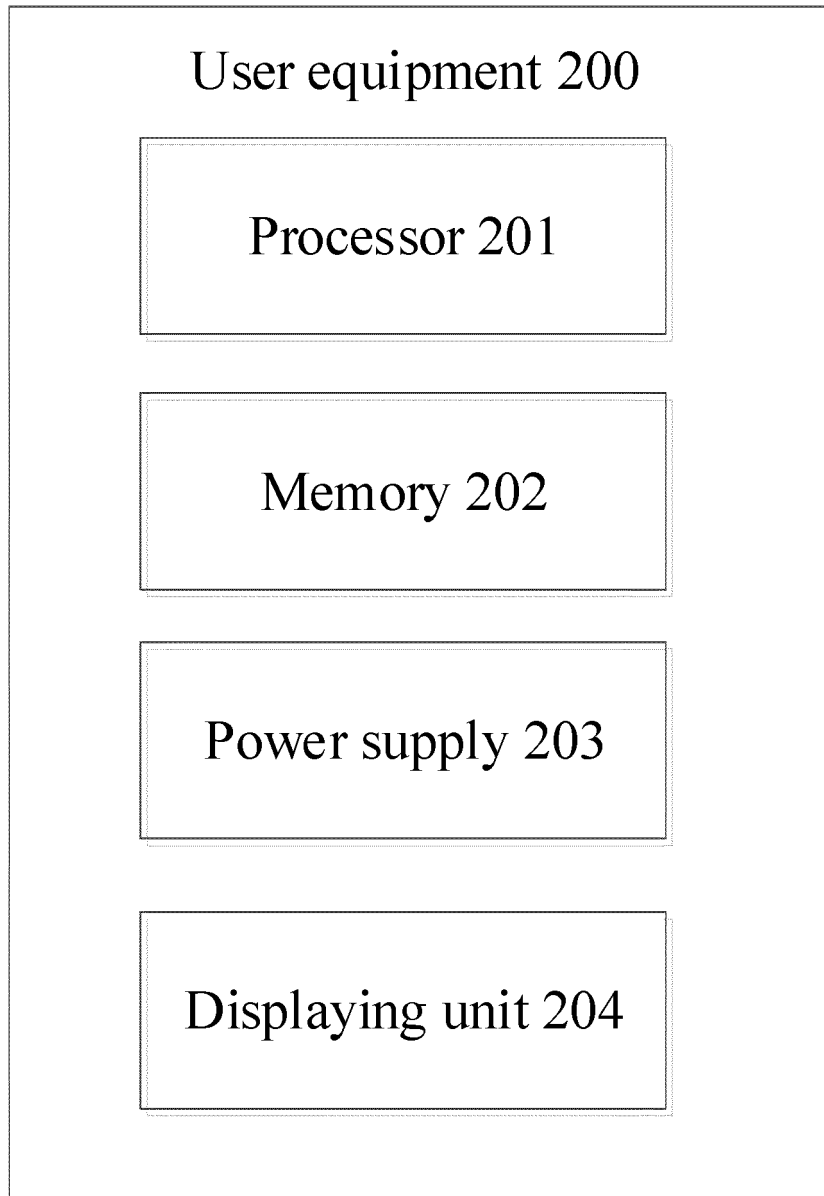 User equipment 200
Processor 201
Memory 202
Power supply 203
Displaying unit 204